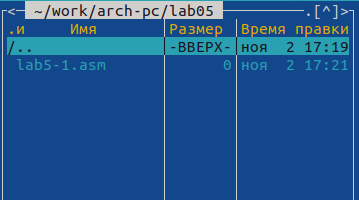 <─ ~/work/arch-pc/lab05 ─.[^]>
.и Имя Размер Время правки
/.. -ВВЕРХ- ноя 2 17:19
lab5-1.asm 0 ноя 2 17:21